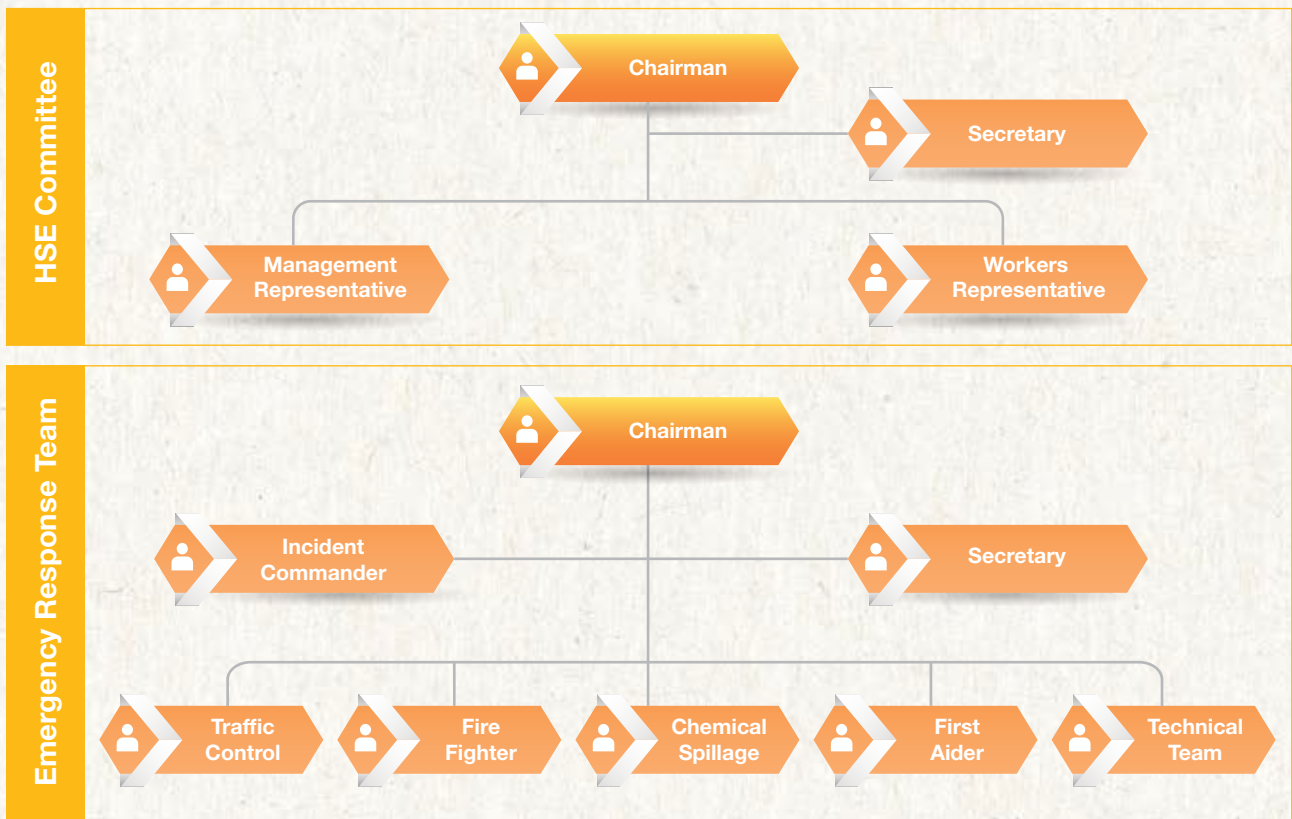 HSE Committee
Chairman
Secretary
Management
Representative
Workers
Representative
Emergency Response Team
Chairman
Incident
Commander
Secretary
Traffic
Control
Fire
Fighter
Chemical
Spillage
First
Aider
Technical
Team